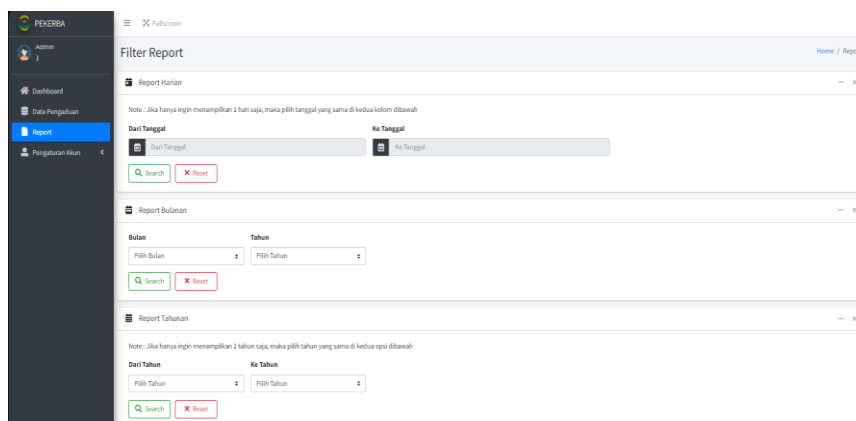 PEKERBA
Fullscreen
Admin
1
Dashboard
Data Pengaduan
Report
Pengaturan Akun
Filter Report
Home / Repo
Report Harian
Note : Jika hanya ingin menampilkan 1 hari saja, maka pilih tanggal yang sama di kedua kolom dibawah
Dari Tanggal Ke Tanggal
Dari Tanggal Ke Tanggal
Search Reset
Report Bulanan
Bulan Tahun
Pilih Bulan Pilih Tahun
Search Reset
Report Tahunan
Note : Jika hanya ingin menampilkan 1 tahun saja, maka pilih tahun yang sama di kedua opsi dibawah
Dari Tahun Ke Tahun
Pilih Tahun Pilih Tahun
Search Reset